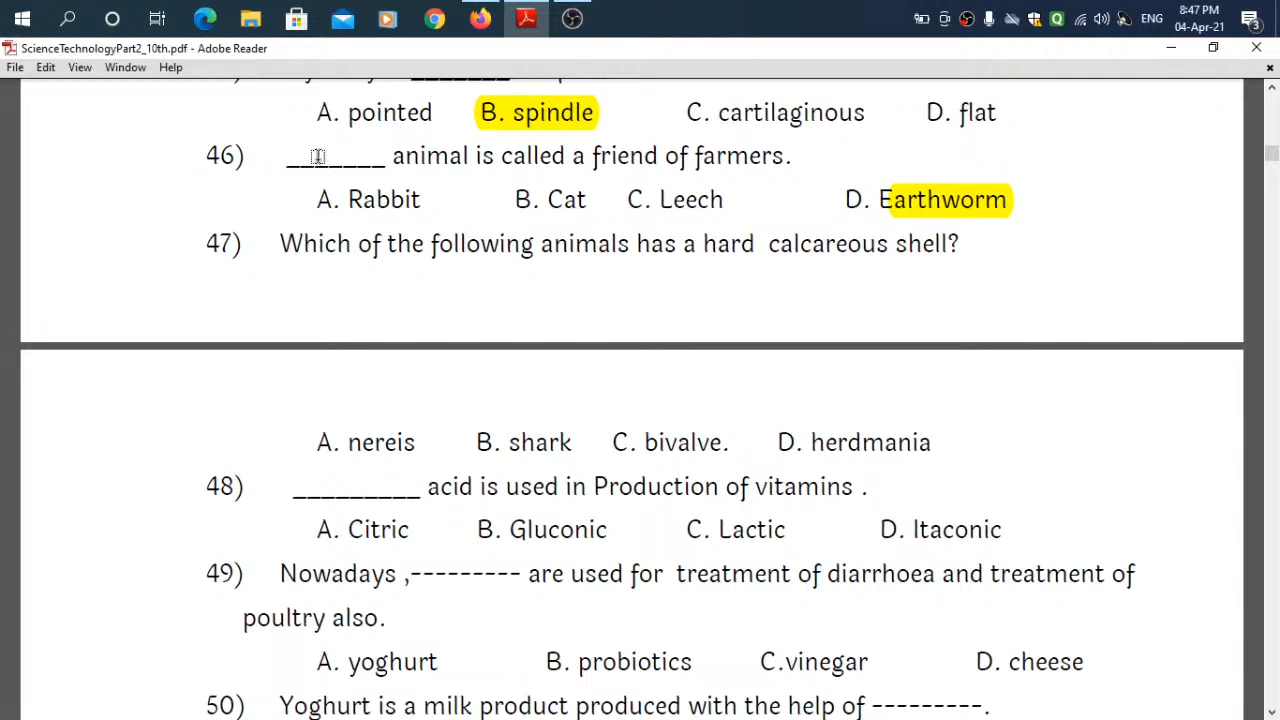 8:47 PM
ENG
04-Apr-21
3
ScienceTechnologyPart2_10th.pdf - Adobe Reader
File Edit View Window Help
A. pointed B. spindle C. cartilaginous D. flat
46) _______ animal is called a friend of farmers.
A. Rabbit B. Cat C. Leech D. Earthworm
47) Which of the following animals has a hard calcareous shell?
A. nereis B. shark C. bivalve. D. herdmania
48) _________ acid is used in Production of vitamins .
A. Citric B. Gluconic C. Lactic D. Itaconic
49) Nowadays ,--------- are used for treatment of diarrhoea and treatment of
poultry also.
A. yoghurt B. probiotics C.vinegar D. cheese
50) Yoghurt is a milk product produced with the help of ---------.